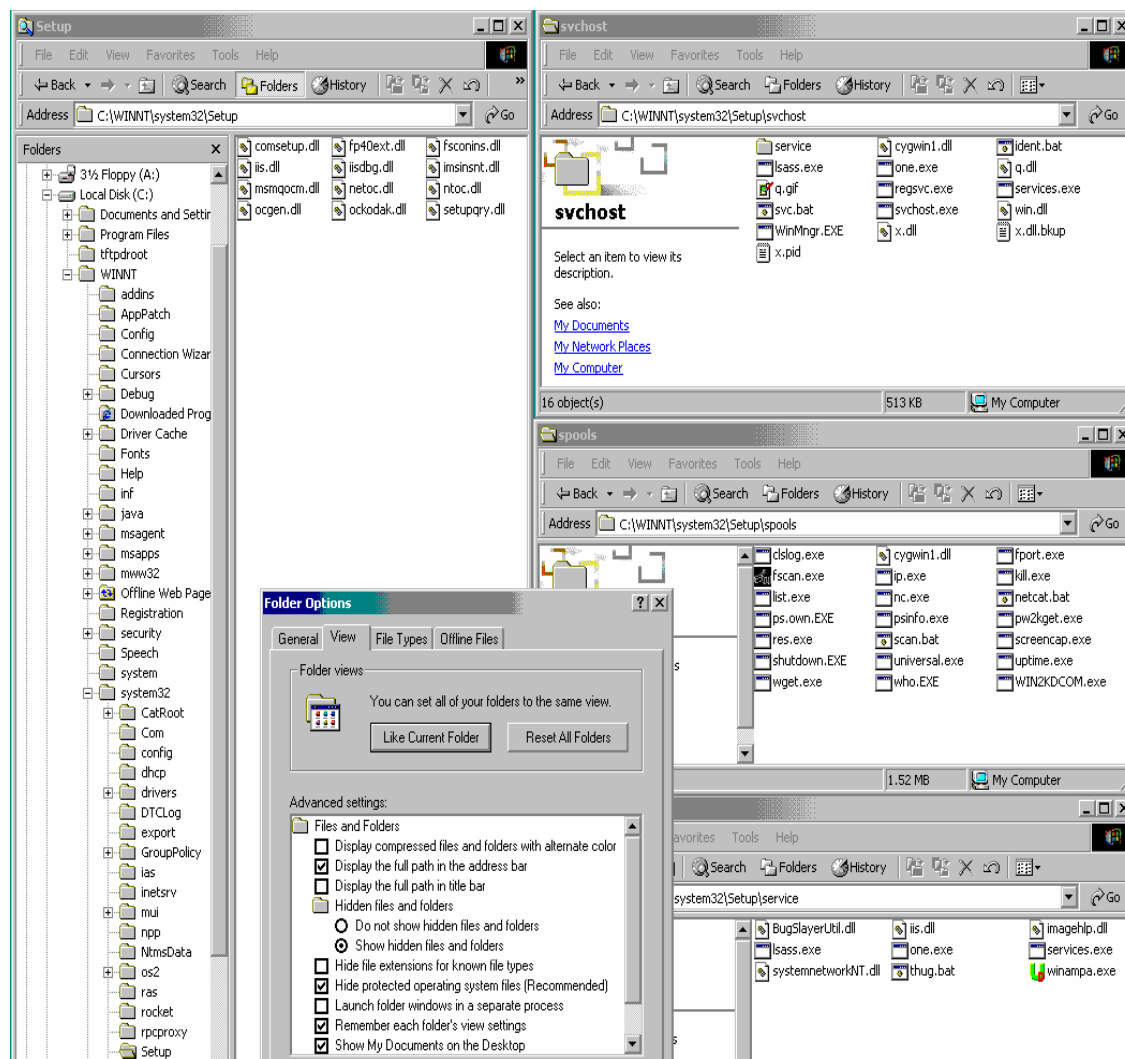 Setup
File Edit View Favorites Tools Help
Back Search Folders History »
Address C:\WINNT\system32\Setup Go
Folders x
3½ Floppy (A:)
Local Disk (C:)
Documents and Settir
Program Files
tftpdroot
WINNT
addins
AppPatch
Config
Connection Wizar
Cursors
Debug
Downloaded Prog
Driver Cache
Fonts
Help
inf
java
msagent
msapps
mww32
Offline Web Page
Registration
security
Speech
system
system32
CatRoot
Com
config
dhcp
drivers
DTCLog
export
GroupPolicy
ias
inetsrv
mui
npp
NtmsData
os2
ras
rocket
rpcproxy
Setup
comsetup.dll fp40ext.dll fsconins.dll
iis.dll iisdbg.dll imsinsnt.dll
msmqocm.dll netoc.dll ntoc.dll
ocgen.dll ockodak.dll setupqry.dll
svchost
File Edit View Favorites Tools Help
Back Search Folders History
Address C:\WINNT\system32\Setup\svchost Go
svchost
Select an item to view its
description.
See also:
My Documents
My Network Places
My Computer
service cygwin1.dll ident.bat
lsass.exe one.exe q.dll
q.gif regsvc.exe services.exe
svc.bat svchost.exe win.dll
WinMngr.EXE x.dll x.dll.bkup
x.pid
16 object(s) 513 KB My Computer
spools
File Edit View Favorites Tools Help
Back Search Folders History
Address C:\WINNT\system32\Setup\spools Go
clslog.exe cygwin1.dll fport.exe
fscan.exe ip.exe kill.exe
list.exe nc.exe netcat.bat
ps.own.EXE psinfo.exe pw2kget.exe
res.exe scan.bat screencap.exe
shutdown.EXE universal.exe uptime.exe
wget.exe who.EXE WIN2KDCOM.exe
s
1.52 MB My Computer
avorites Tools Help
Search Folders History
system32\Setup\service Go
BugSlayerUtil.dll iis.dll imagehlp.dll
lsass.exe one.exe services.exe
systemnetworkNT.dll thug.bat winampa.exe
s
Folder Options
General View File Types Offline Files
Folder views
You can set all of your folders to the same view.
Like Current Folder Reset All Folders
Advanced settings:
Files and Folders
Display compressed files and folders with alternate color
Display the full path in the address bar
Display the full path in title bar
Hidden files and folders
Do not show hidden files and folders
Show hidden files and folders
Hide file extensions for known file types
Hide protected operating system files (Recommended)
Launch folder windows in a separate process
Remember each folder's view settings
Show My Documents on the Desktop